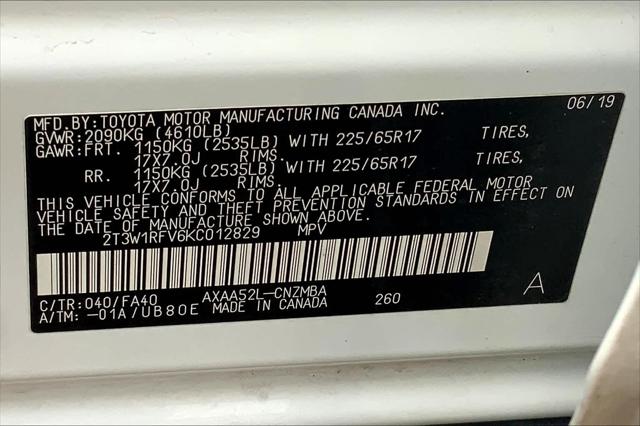 MFD.BY:TOYOTA MOTOR MANUFACTURING CANADA INC. 06/19
GVWR:2090KG (4610LB)
GAWR:FRT. 1150KG (2535LB) WITH 225/65R17 TIRES,
17X7.0J RIMS.
RR. 1150KG (2535LB) WITH 225/65R17 TIRES,
17X7.0J RIMS.
THIS VEHICLE CONFORMS TO ALL APPLICABLE FEDERAL MOTOR
VEHICLE SAFETY AND THEFT PREVENTION STANDARDS IN EFFECT ON
THE DATE OF MANUFACTURE SHOWN ABOVE.
2T3W1RFV6KC012829 MPV
C/TR:040/FA40 AXAA52L-CNZMBA 260 A
A/TM:-01A/UB80E MADE IN CANADA